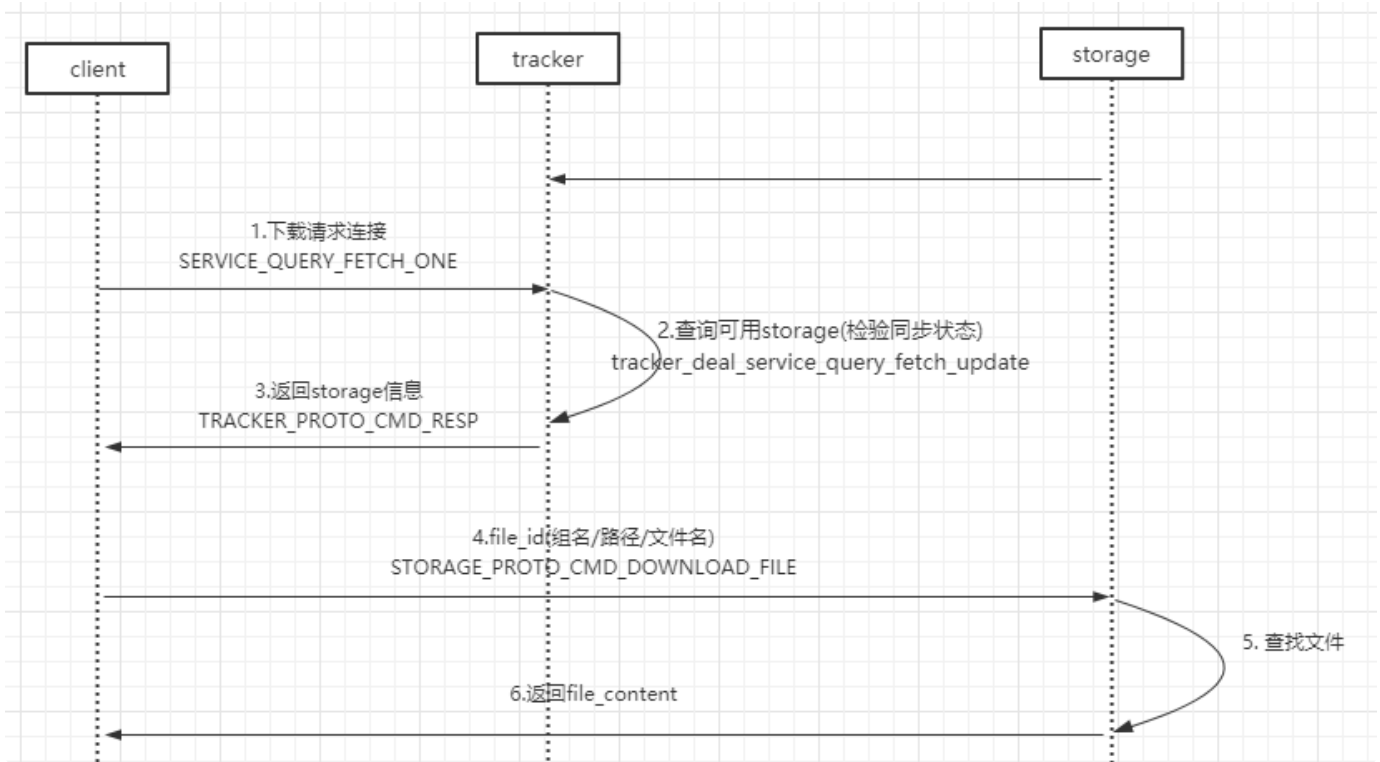 client
tracker
storage
1.下载请求连接
SERVICE_QUERY_FETCH_ONE
2.查询可用storage(检验同步状态)
tracker_deal_service_query_fetch_update
3.返回storage信息
TRACKER_PROTO_CMD_RESP
4.file_id(组名/路径/文件名)
STORAGE_PROTO_CMD_DOWNLOAD_FILE
5. 查找文件
6.返回file_content